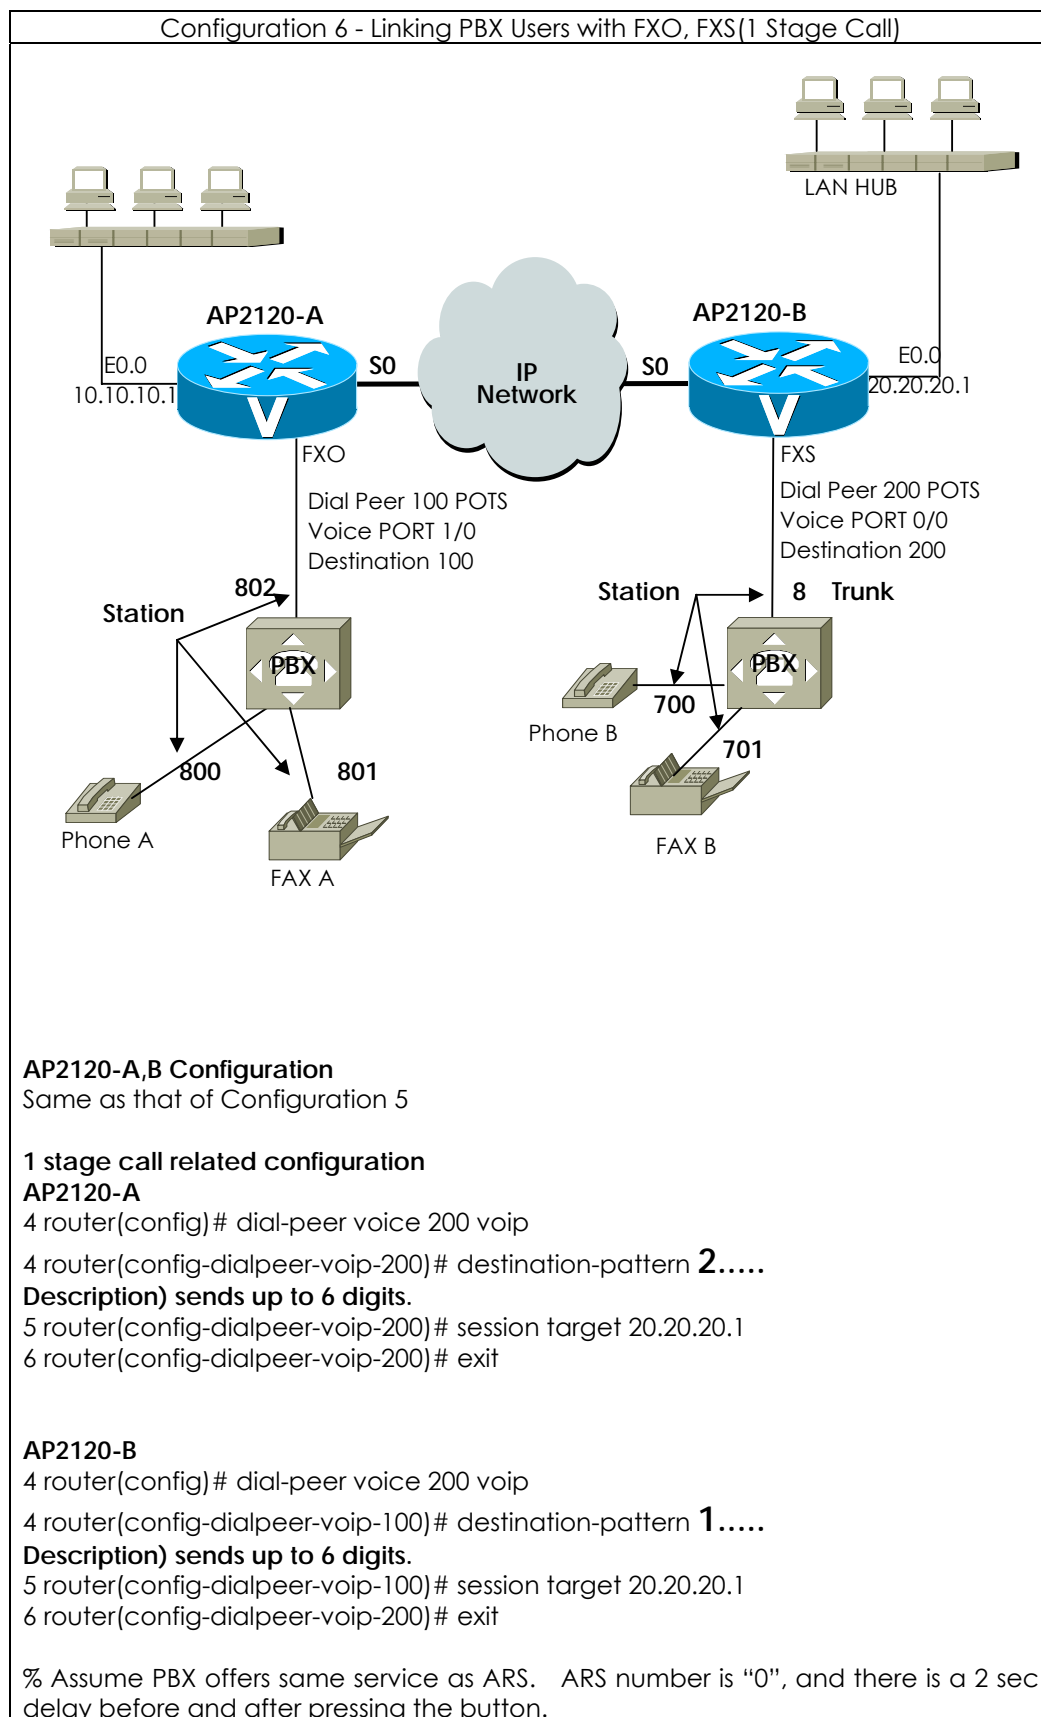 Configuration 6 - Linking PBX Users with FXO, FXS(1 Stage Call)
LAN HUB
AP2120-A
AP2120-B
E0.0
10.10.10.1
S0
IP
Network
S0
E0.0
20.20.20.1
FXO
FXS
Dial Peer 100 POTS
Voice PORT 1/0
Destination 100
Dial Peer 200 POTS
Voice PORT 0/0
Destination 200
802
Station
Station
8 Trunk
PBX
PBX
700
Phone B
701
800
801
Phone A
FAX A
FAX B
AP2120-A,B Configuration
Same as that of Configuration 5
1 stage call related configuration
AP2120-A
4 router(config)# dial-peer voice 200 voip
4 router(config-dialpeer-voip-200)# destination-pattern 2.....
Description) sends up to 6 digits.
5 router(config-dialpeer-voip-200)# session target 20.20.20.1
6 router(config-dialpeer-voip-200)# exit
AP2120-B
4 router(config)# dial-peer voice 200 voip
4 router(config-dialpeer-voip-100)# destination-pattern 1.....
Description) sends up to 6 digits.
5 router(config-dialpeer-voip-100)# session target 20.20.20.1
6 router(config-dialpeer-voip-200)# exit
% Assume PBX offers same service as ARS. ARS number is “0”, and there is a 2 sec
delay before and after pressing the button.